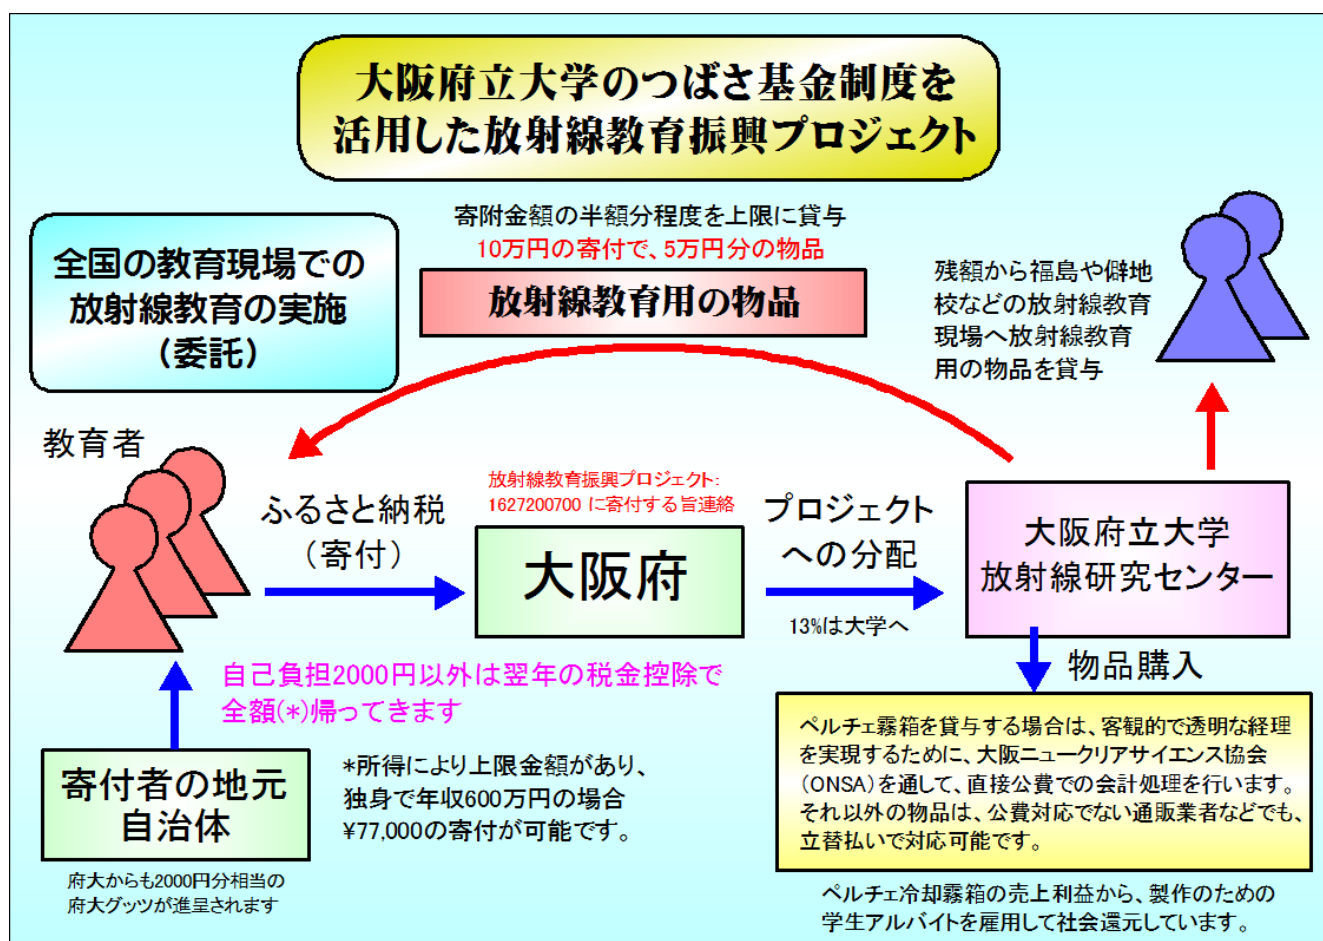 大阪府立大学のつばさ基金制度を
活用した放射線教育振興プロジェクト
全国の教育現場での
放射線教育の実施
（委託）
寄附金額の半額分程度を上限に貸与
10万円の寄付で、5万円分の物品
放射線教育用の物品
残額から福島や僻地
校などの放射線教育
現場へ放射線教育
用の物品を貸与
教育者
ふるさと納税
（寄付）
放射線教育振興プロジェクト：
1627200700 に寄付する旨連絡
大阪府
プロジェクト
への分配
13%は大学へ
大阪府立大学
放射線研究センター
物品購入
自己負担2000円以外は翌年の税金控除で
全額(*)帰ってきます
寄付者の地元
自治体
*所得により上限金額があり、
独身で年収600万円の場合
¥77,000の寄付が可能です。
府大からも2000円分相当の
府大グッツが進呈されます
ペルチェ霧箱を貸与する場合は、客観的で透明な経理
を実現するために、大阪ニュークリアサイエンス協会
（ONSA）を通して、直接公費での会計処理を行います。
それ以外の物品は、公費対応でない通販業者などでも、
立替払いで対応可能です。
ペルチェ冷却霧箱の売上利益から、製作のための
学生アルバイトを雇用して社会還元しています。